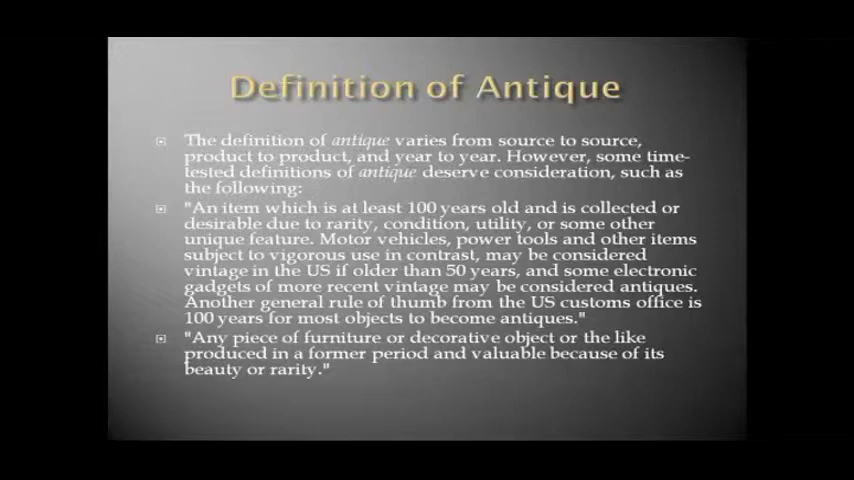 Definition of Antique
The definition of antique varies from source to source,
product to product, and year to year. However, some time-
tested definitions of antique deserve consideration, such as
the following:
"An item which is at least 100 years old and is collected or
desirable due to rarity, condition, utility, or some other
unique feature. Motor vehicles, power tools and other items
subject to vigorous use in contrast, may be considered
vintage in the US if older than 50 years, and some electronic
gadgets of more recent vintage may be considered antiques.
Another general rule of thumb from the US customs office is
100 years for most objects to become antiques."
"Any piece of furniture or decorative object or the like
produced in a former period and valuable because of its
beauty or rarity."